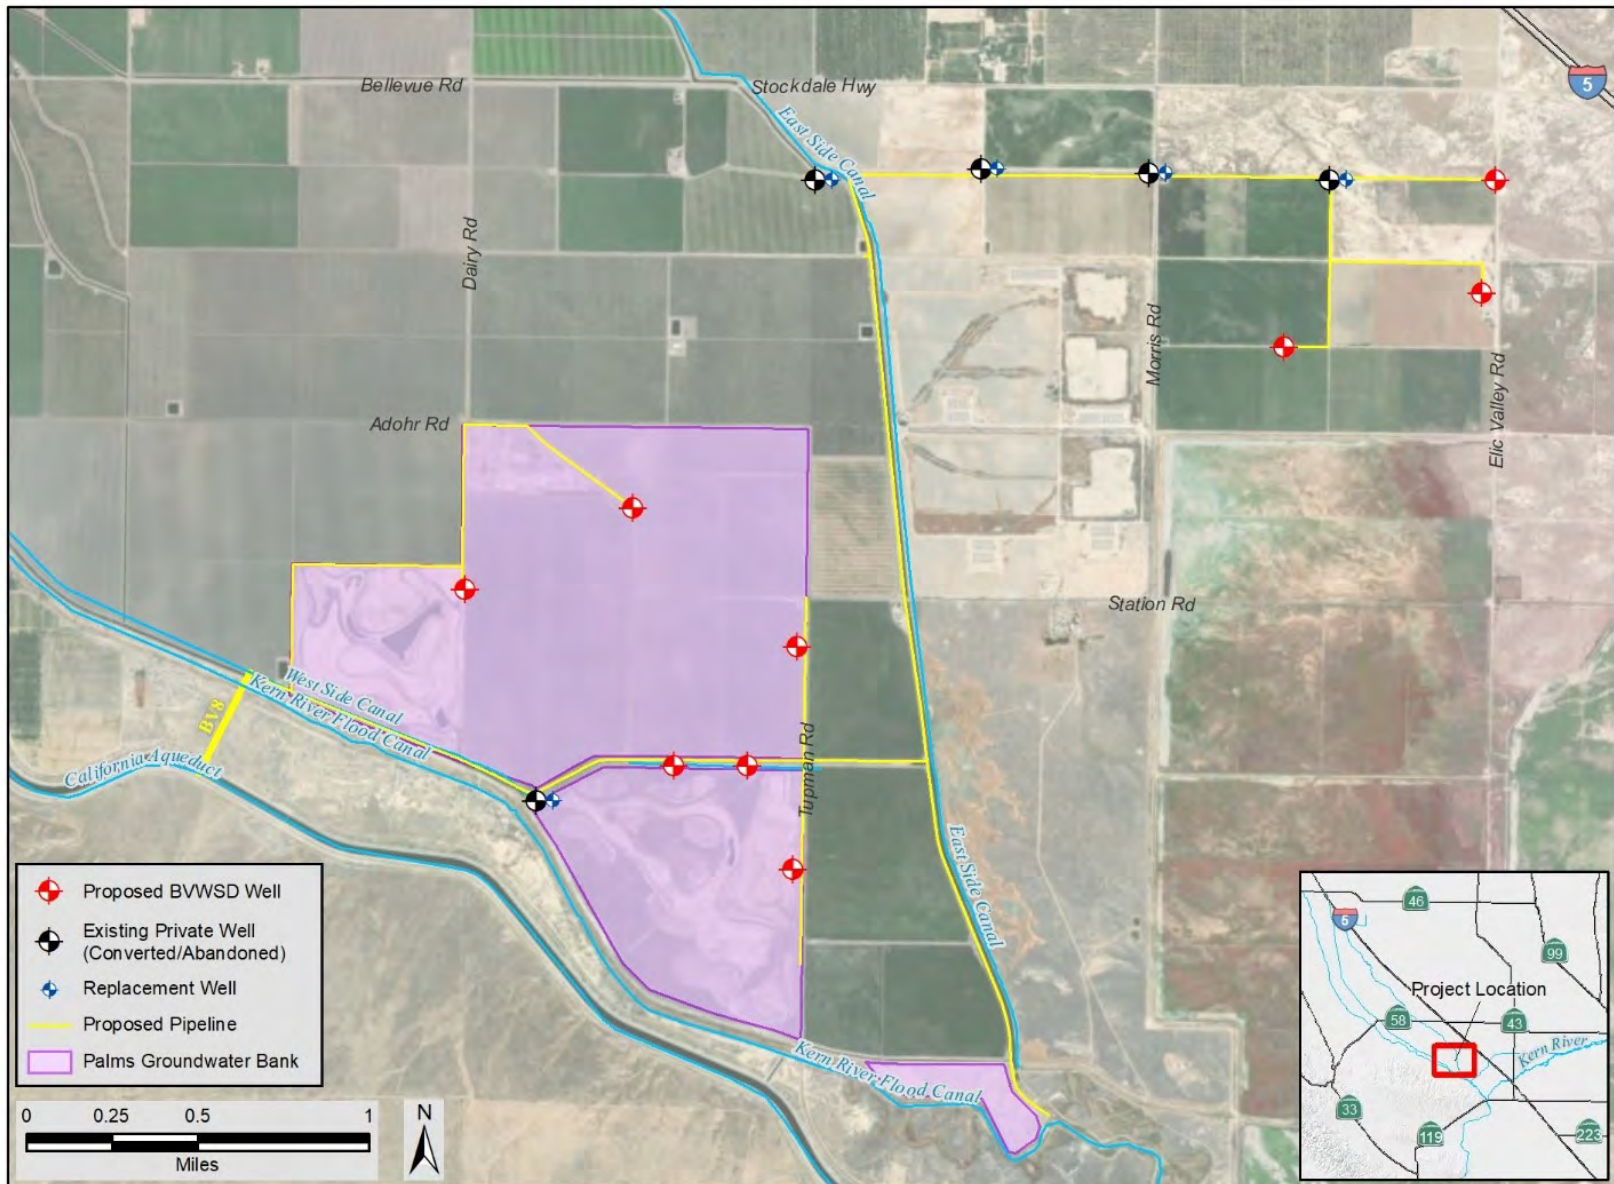 Bellevue Rd
Stockdale Hwy
5
East Side Canal
Dairy Rd
Morris Rd
Elic Valley Rd
Adohr Rd
Station Rd
West Side Canal
Kern River Flood Canal
BV8
California Aqueduct
Tupman Rd
East Side Canal
Kern River Flood Canal
Proposed BVWSD Well
Existing Private Well
(Converted/Abandoned)
Replacement Well
Proposed Pipeline
Palms Groundwater Bank
0 0.25 0.5 1
Miles
N
46
5
99
Project Location
58
43
Kern River
33
119
223